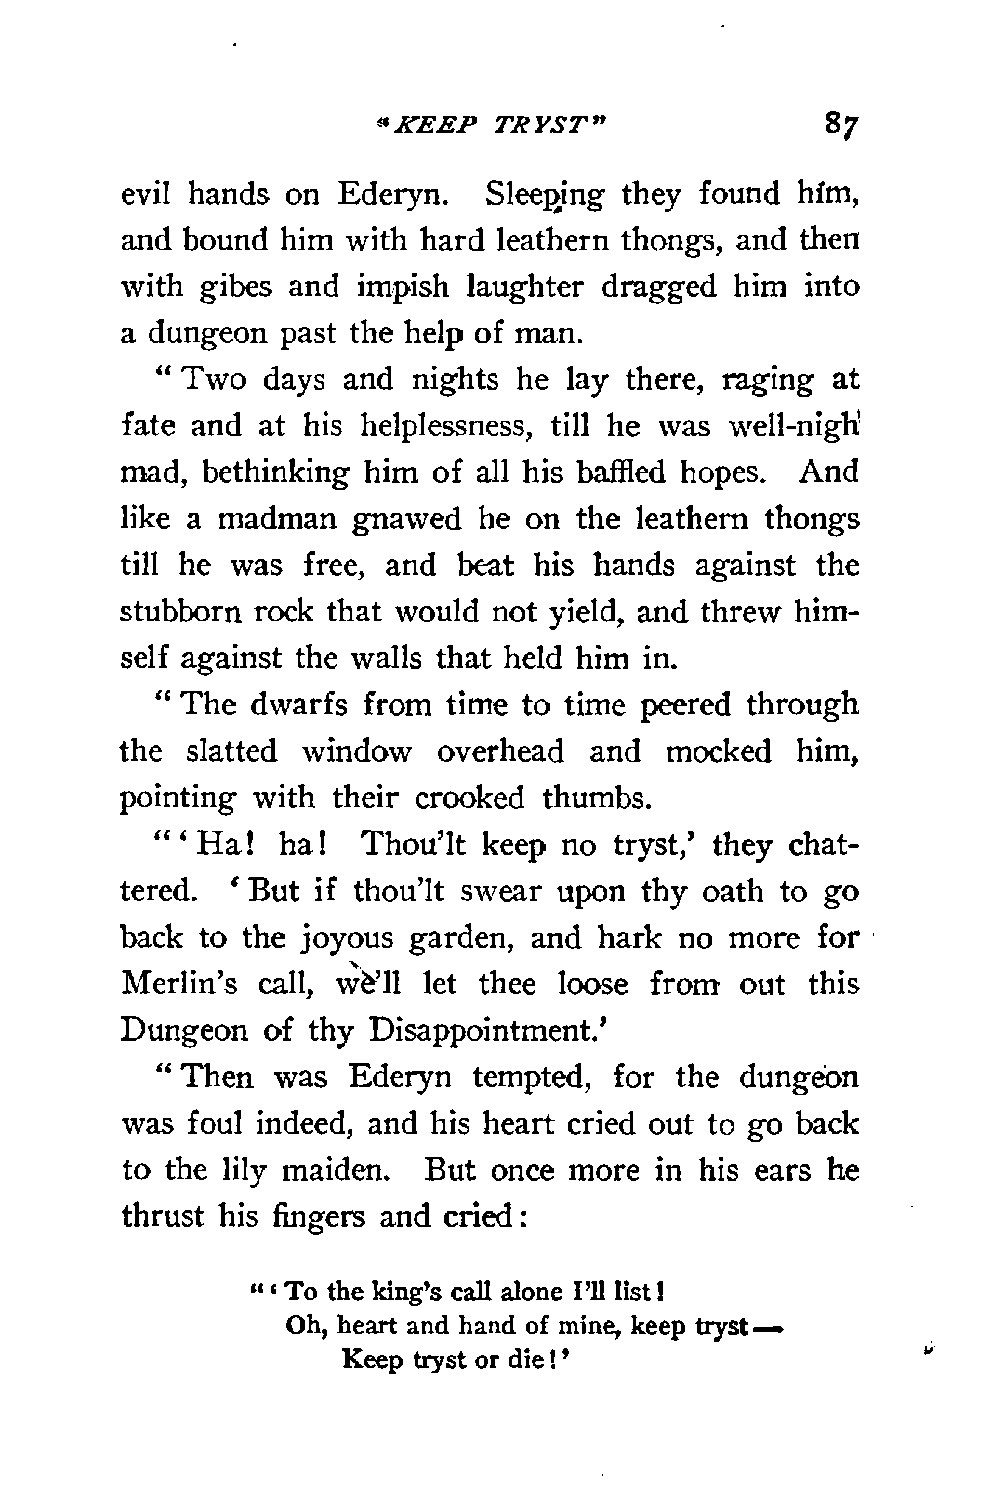 "KEEP TRYST" 87
evil hands on Ederyn. Sleeping they found him,
and bound him with hard leathern thongs, and then
with gibes and impish laughter dragged him into
a dungeon past the help of man.
"Two days and nights he lay there, raging at
fate and at his helplessness, till he was well-nigh
mad, bethinking him of all his baffled hopes. And
like a madman gnawed he on the leathern thongs
till he was free, and beat his hands against the
stubborn rock that would not yield, and threw him-
self against the walls that held him in.
"The dwarfs from time to time peered through
the slatted window overhead and mocked him,
pointing with their crooked thumbs.
"'Ha! ha! Thou'lt keep no tryst,' they chat-
tered. 'But if thou'lt swear upon thy oath to go
back to the joyous garden, and hark no more for
Merlin's call, we'll let thee loose from out this
Dungeon of thy Disappointment.'
"Then was Ederyn tempted, for the dungeon
was foul indeed, and his heart cried out to go back
to the lily maiden. But once more in his ears he
thrust his fingers and cried:
"'To the king's call alone I'll list!
Oh, heart and hand of mine, keep tryst—
Keep tryst or die!'